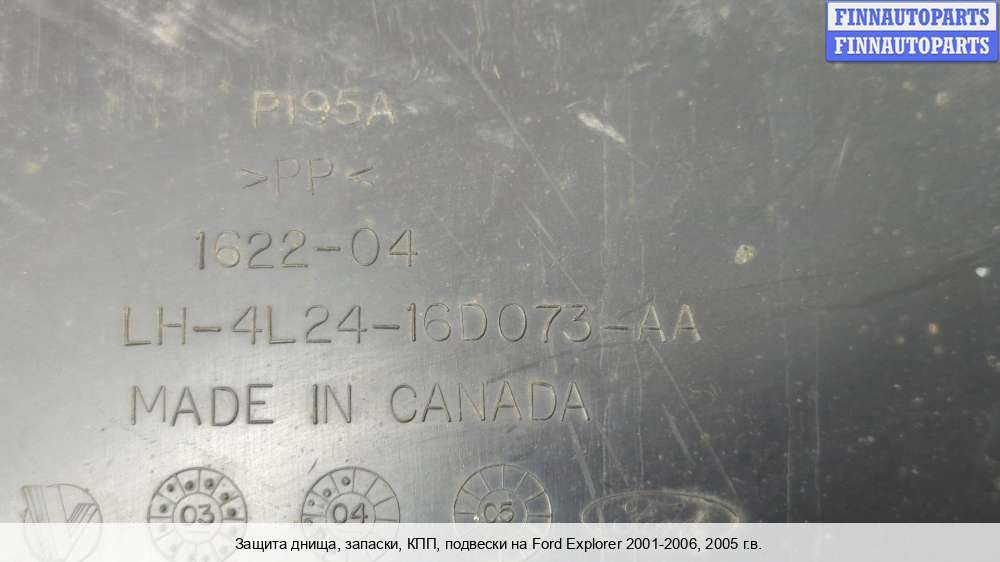 FINNAUTOPARTS
FINNAUTOPARTS
P195A
>PP<
1622-04
LH-4L24-16D073-AA
MADE IN CANADA
03 04 05
Защита днища, запаски, КПП, подвески на Ford Explorer 2001-2006, 2005 г.в.